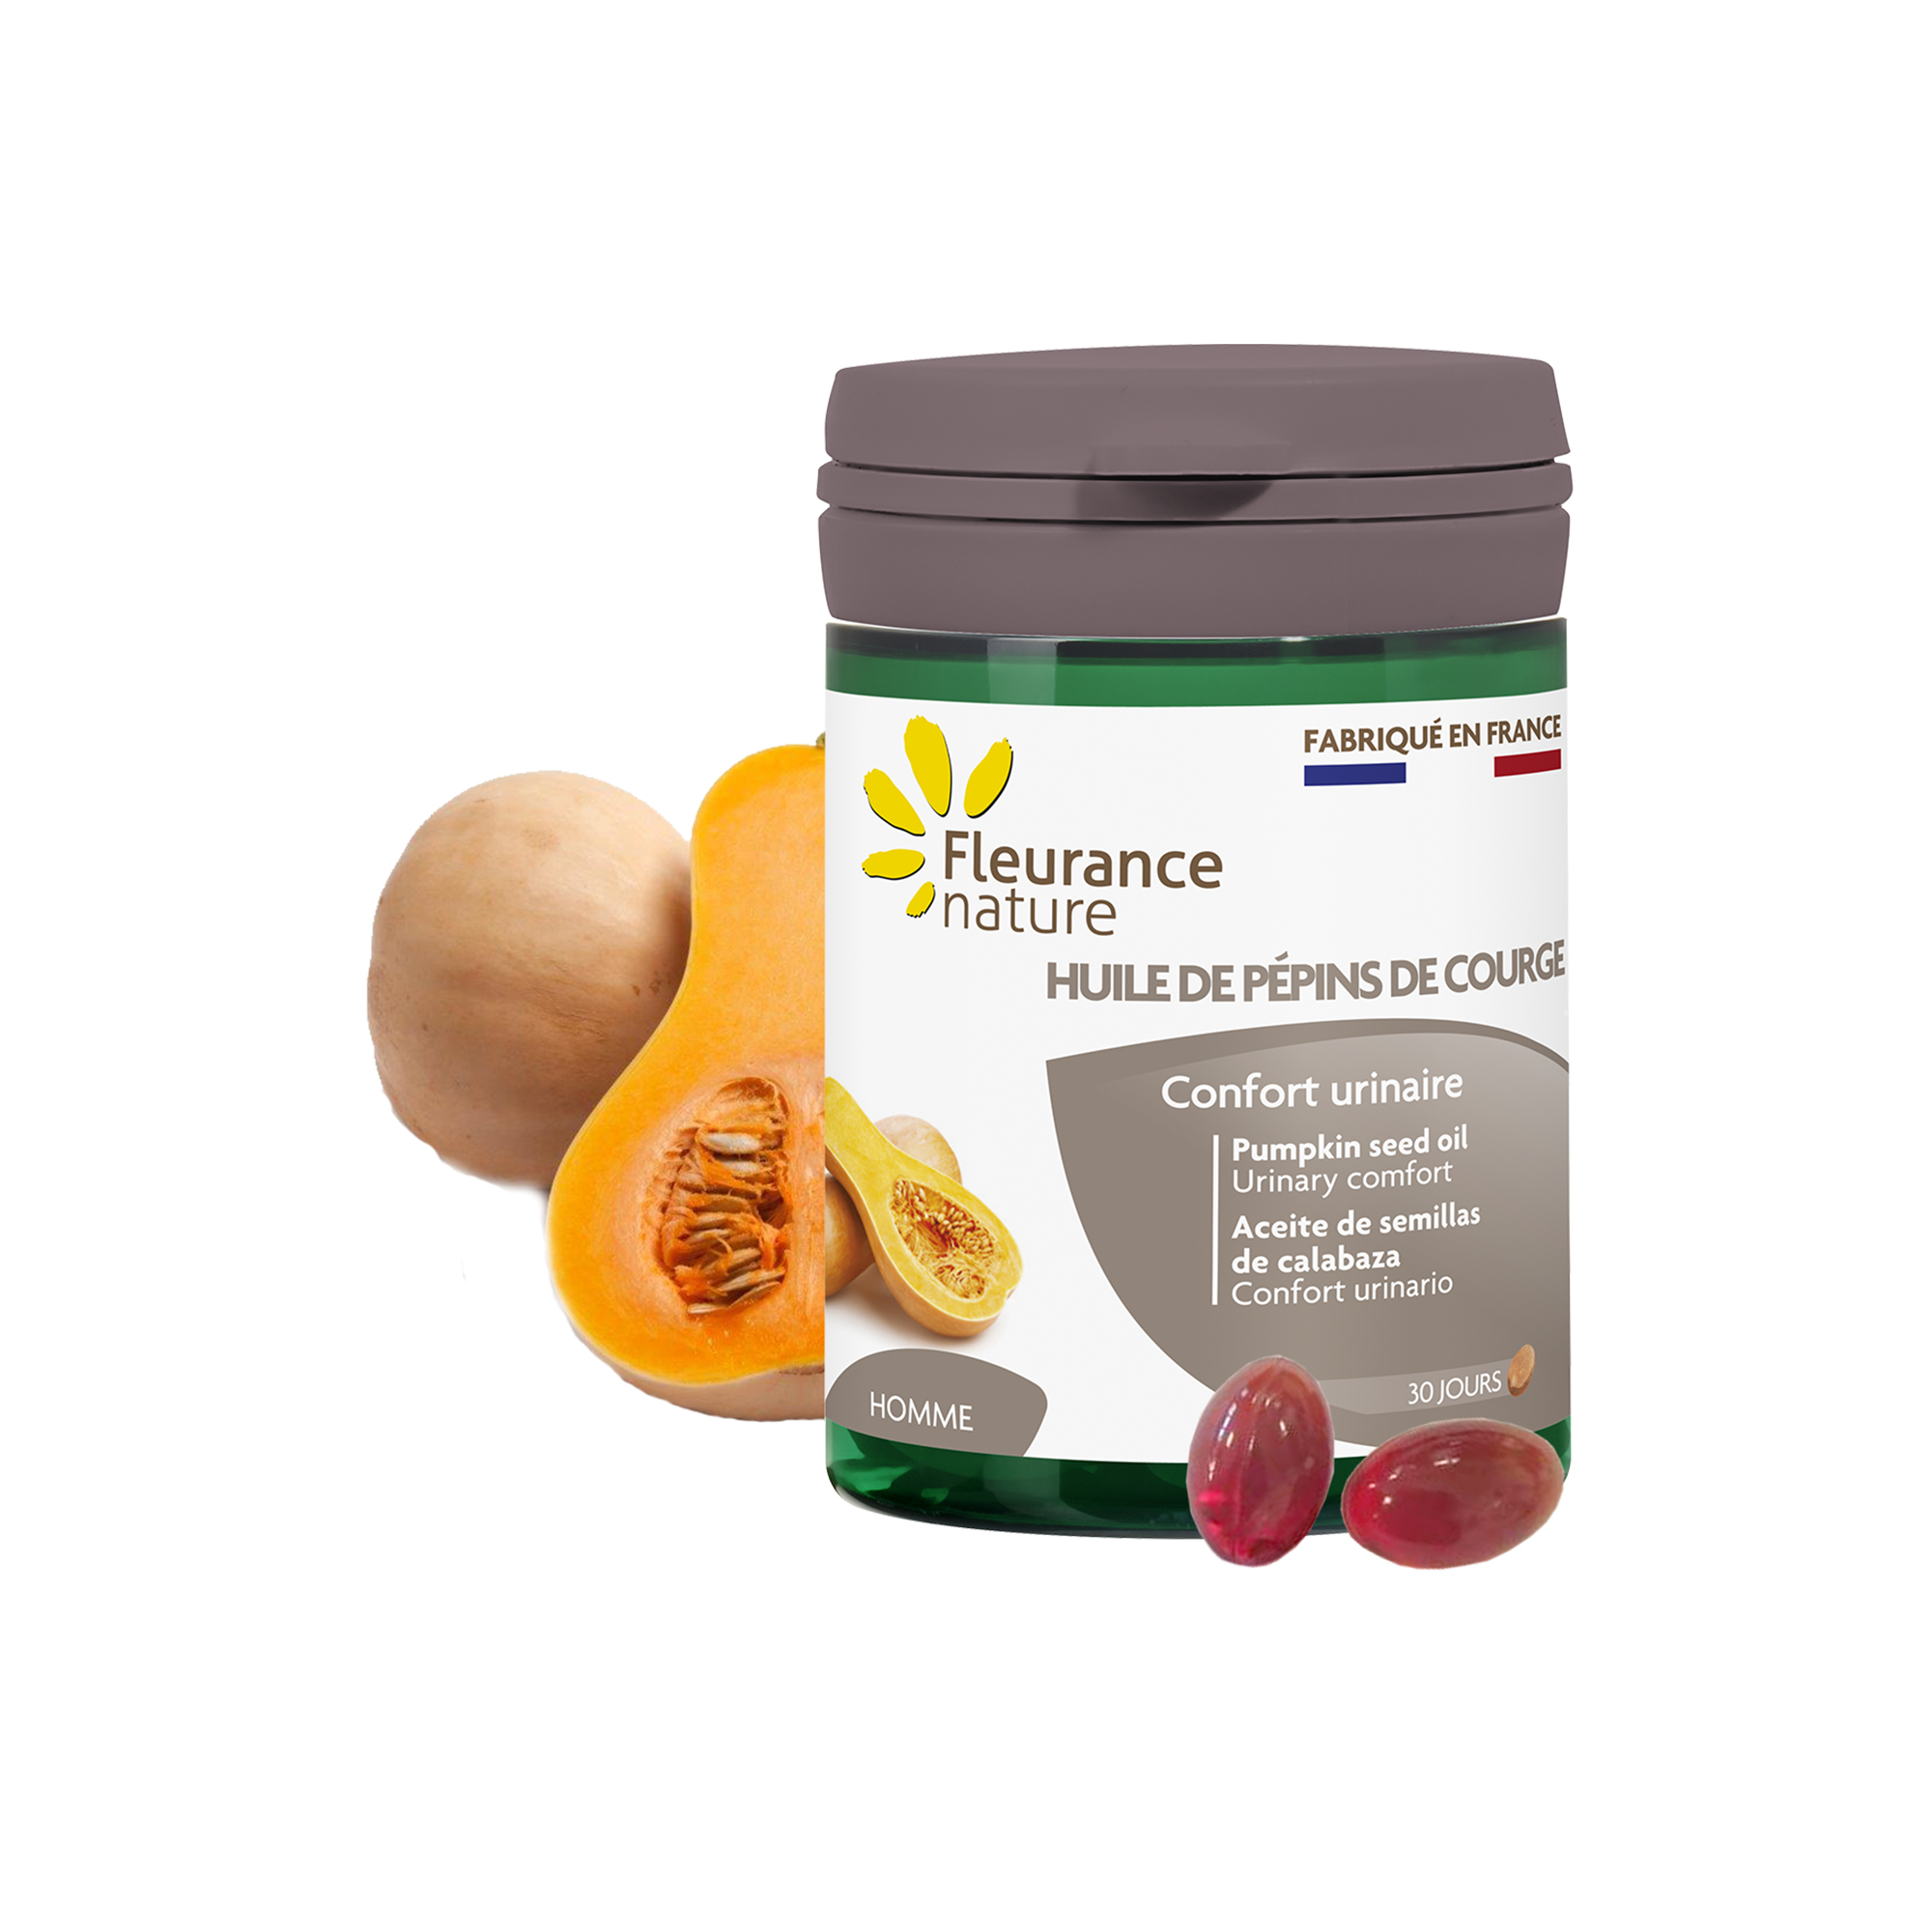 FABRIQUÉ EN FRANCE
Fleurance
nature
HUILE DE PÉPINS DE COURGE
Confort urinaire
Pumpkin seed oil
Urinary comfort
Aceite de semillas
de calabaza
Confort urinario
30 JOURS
HOMME